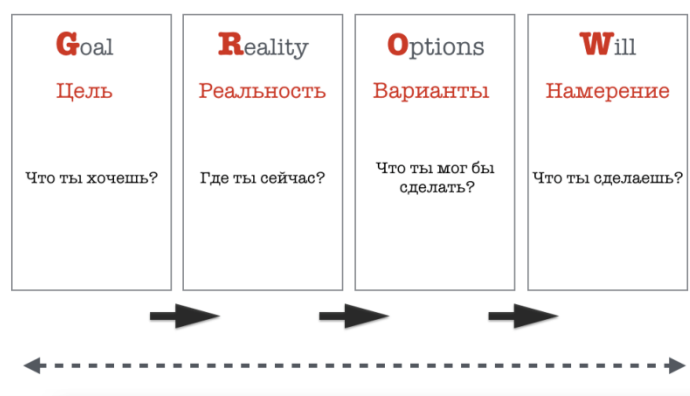 Goal
Цель
Что ты хочешь?
Reality
Реальность
Где ты сейчас?
Options
Варианты
Что ты мог бы
сделать?
Will
Намерение
Что ты сделаешь?